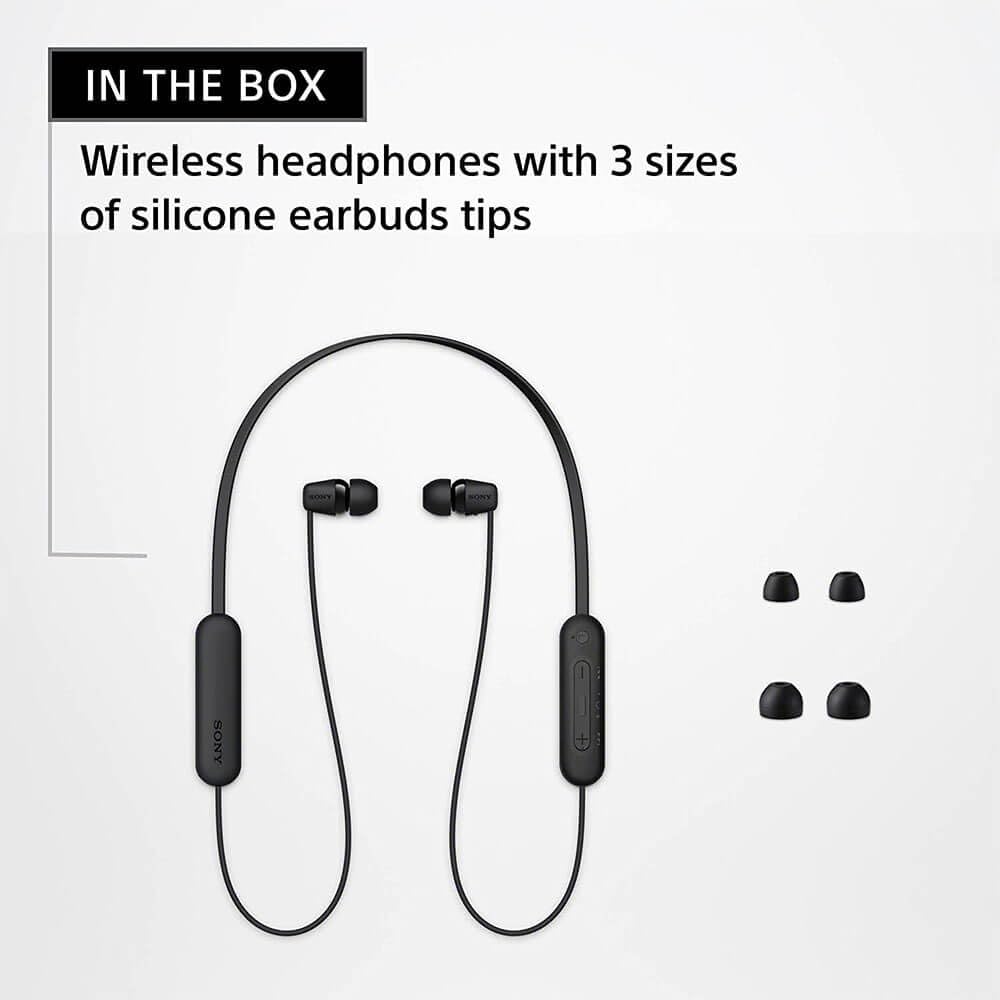 IN THE BOX
Wireless headphones with 3 sizes
of silicone earbuds tips
SONY
SONY
SONY
−
+